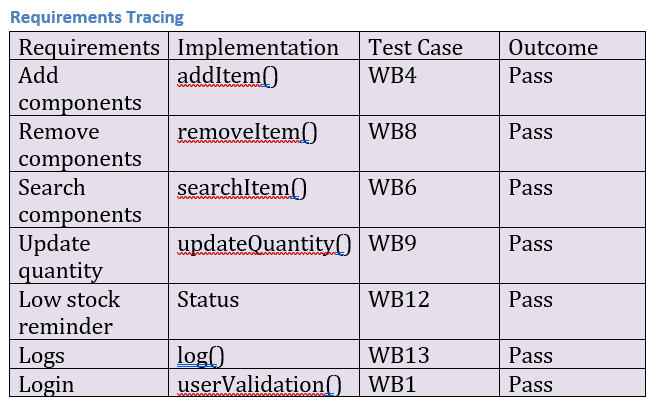 Requirements Tracing
Requirements Implementation Test Case Outcome
Add components addItem() WB4 Pass
Remove components removeItem() WB8 Pass
Search components searchItem() WB6 Pass
Update quantity updateQuantity() WB9 Pass
Low stock reminder Status WB12 Pass
Logs log() WB13 Pass
Login userValidation() WB1 Pass